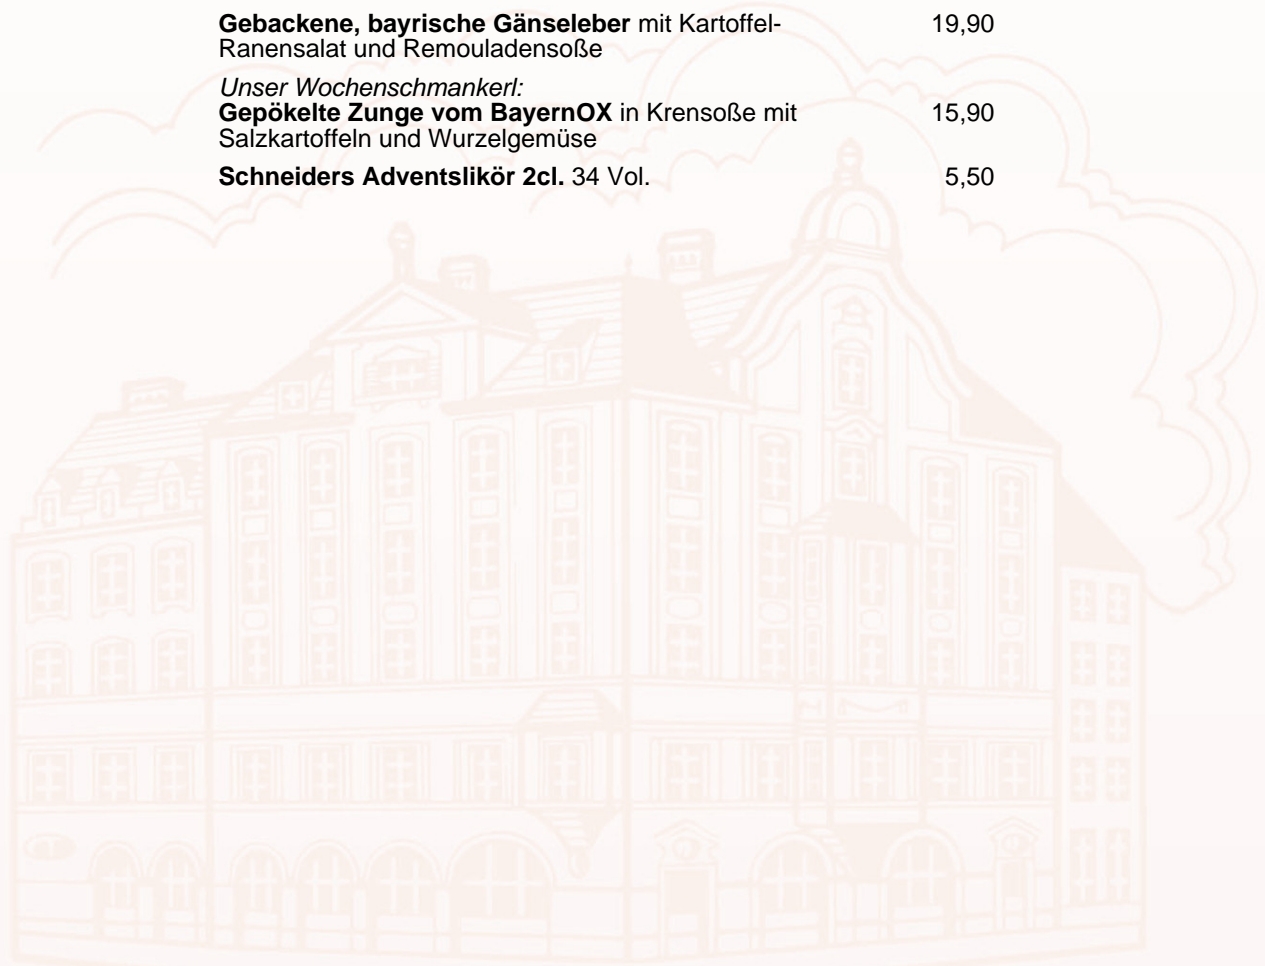 Gebackene, bayrische Gänseleber mit Kartoffel- 19,90
Ranensalat und Remouladensoße
Unser Wochenschmankerl:
Gepökelte Zunge vom BayernOX in Krensoße mit 15,90
Salzkartoffeln und Wurzelgemüse
Schneiders Adventslikör 2cl. 34 Vol. 5,50